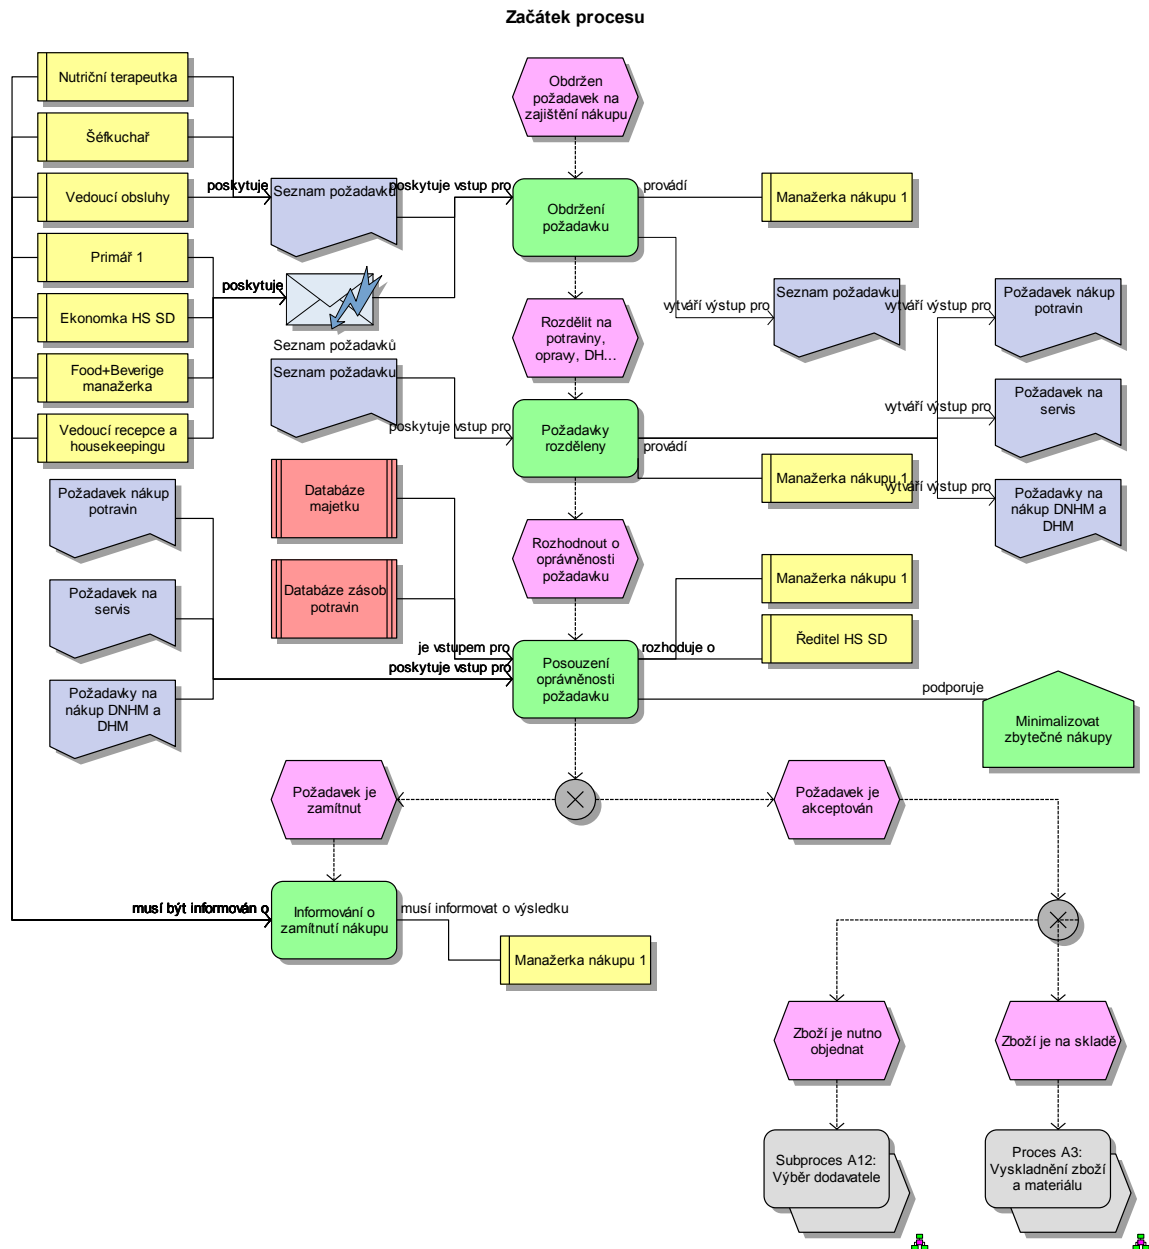 Začátek procesu
Nutriční terapeutka
Šéfkuchař
Vedoucí obsluhy
Primář 1
Ekonomka HS SD
Food+Beverige
manažerka
Vedoucí recepce a
housekeepingu
poskytuje
Seznam požadavků
poskytuje
Seznam požadavků
Seznam požadavku
poskytuje vstup pro
poskytuje vstup pro
Obdržen
požadavek na
zajištění nákupu
Obdržení
požadavku
provádí
Manažerka nákupu 1
vytváří výstup pro
Seznam požadavku
Rozdělit na
potraviny,
opravy, DH...
Požadavky
rozděleny
provádí
Manažerka nákupu 1
vytváří výstup pro
Požadavek nákup
potravin
vytváří výstup pro
Požadavek na
servis
vytváří výstup pro
Požadavky na
nákup DNHM a
DHM
Požadavek nákup
potravin
Požadavek na
servis
Požadavky na
nákup DNHM a
DHM
Databáze
majetku
Databáze zásob
potravin
je vstupem pro
poskytuje vstup pro
Rozhodnout o
oprávněnosti
požadavku
Posouzení
oprávněnosti
požadavku
rozhoduje o
Manažerka nákupu 1
Ředitel HS SD
podporuje
Minimalizovat
zbytečné nákupy
Požadavek je
zamítnut
Požadavek je
akceptován
musí být informován o
Informování o
zamítnutí nákupu
musí informovat o výsledku
Manažerka nákupu 1
Zboží je nutno
objednat
Zboží je na skladě
Subproces A12:
Výběr dodavatele
Proces A3:
Vyskladnění zboží
a materiálu